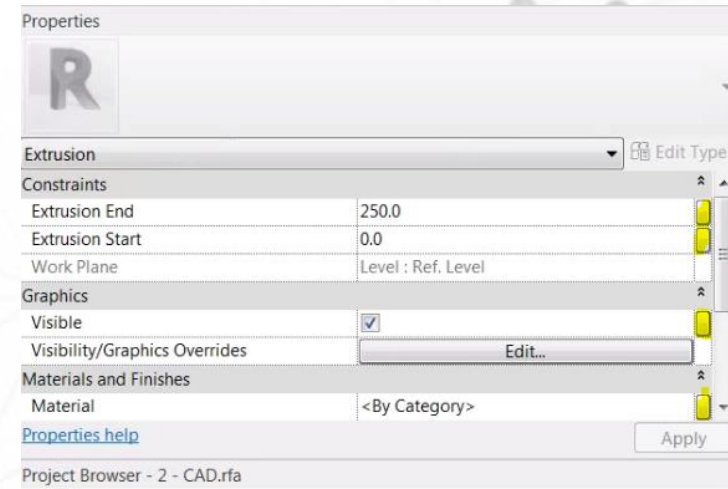 Properties
R
Extrusion
Edit Type
Constraints
Extrusion End 250.0
Extrusion Start 0.0
Work Plane Level : Ref. Level
Graphics
Visible
Visibility/Graphics Overrides Edit...
Materials and Finishes
Material <By Category>
Properties help Apply
Project Browser - 2 - CAD.rfa